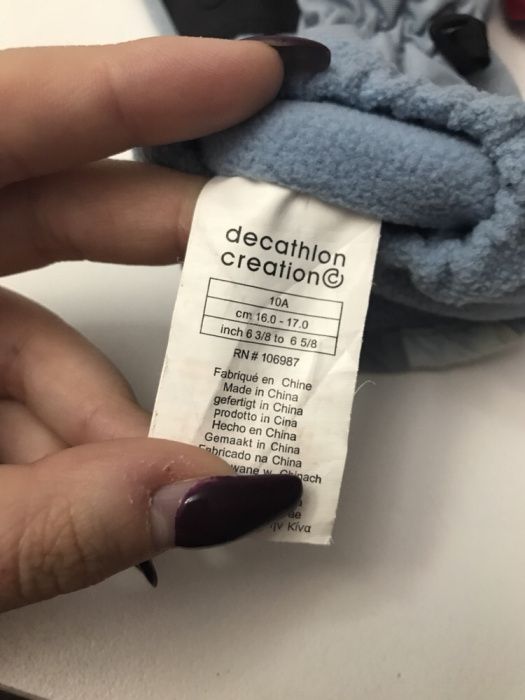 decathlon
creation©
10A
cm 16.0 - 17.0
inch 6 3/8 to 6 5/8
RN# 106987
Fabriqué en Chine
Made in China
gefertigt in China
prodotto in Cina
Hecho en China
Gemaakt in China
Fabricado na China
w
Κίνα